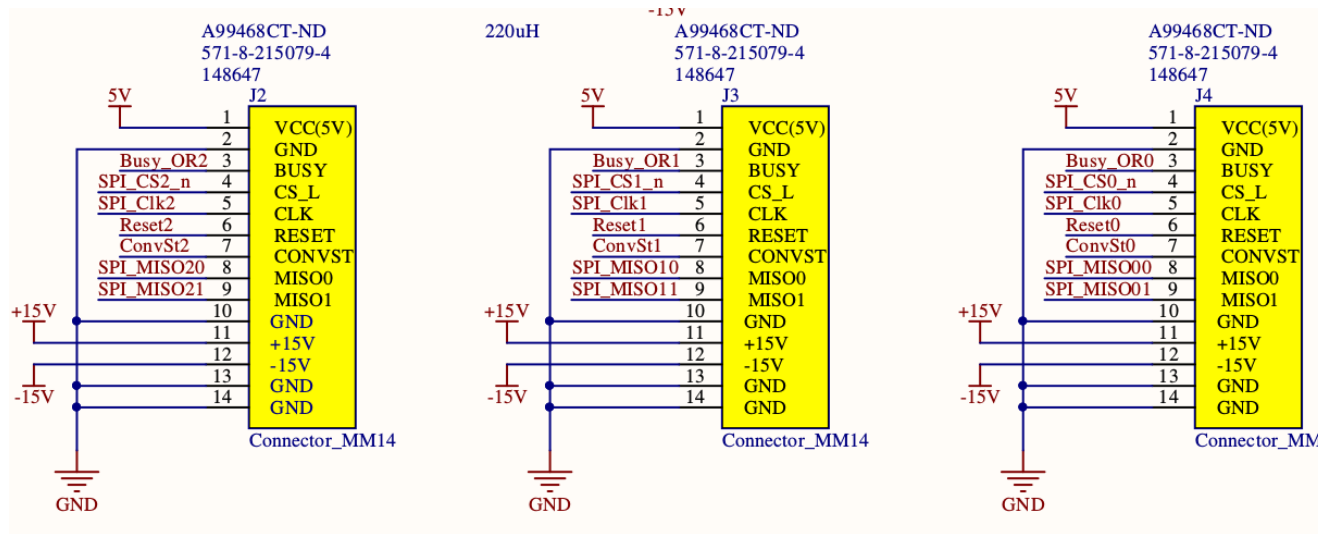 -15V
A99468CT-ND
571-8-215079-4
148647
J2
5V
1 VCC(5V)
2 GND
Busy_OR2 3 BUSY
SPI_CS2_n 4 CS_L
SPI_Clk2 5 CLK
Reset2 6 RESET
ConvSt2 7 CONVST
SPI_MISO20 8 MISO0
SPI_MISO21 9 MISO1
10 GND
+15V
11 +15V
12 -15V
-15V
13 GND
14 GND
Connector_MM14
GND
220uH
A99468CT-ND
571-8-215079-4
148647
J3
5V
1 VCC(5V)
2 GND
Busy_OR1 3 BUSY
SPI_CS1_n 4 CS_L
SPI_Clk1 5 CLK
Reset1 6 RESET
ConvSt1 7 CONVST
SPI_MISO10 8 MISO0
SPI_MISO11 9 MISO1
10 GND
+15V
11 +15V
12 -15V
-15V
13 GND
14 GND
Connector_MM14
GND
A99468CT-ND
571-8-215079-4
148647
J4
5V
1 VCC(5V)
2 GND
Busy_OR0 3 BUSY
SPI_CS0_n 4 CS_L
SPI_Clk0 5 CLK
Reset0 6 RESET
ConvSt0 7 CONVST
SPI_MISO00 8 MISO0
SPI_MISO01 9 MISO1
10 GND
+15V
11 +15V
12 -15V
-15V
13 GND
14 GND
Connector_MM
GND